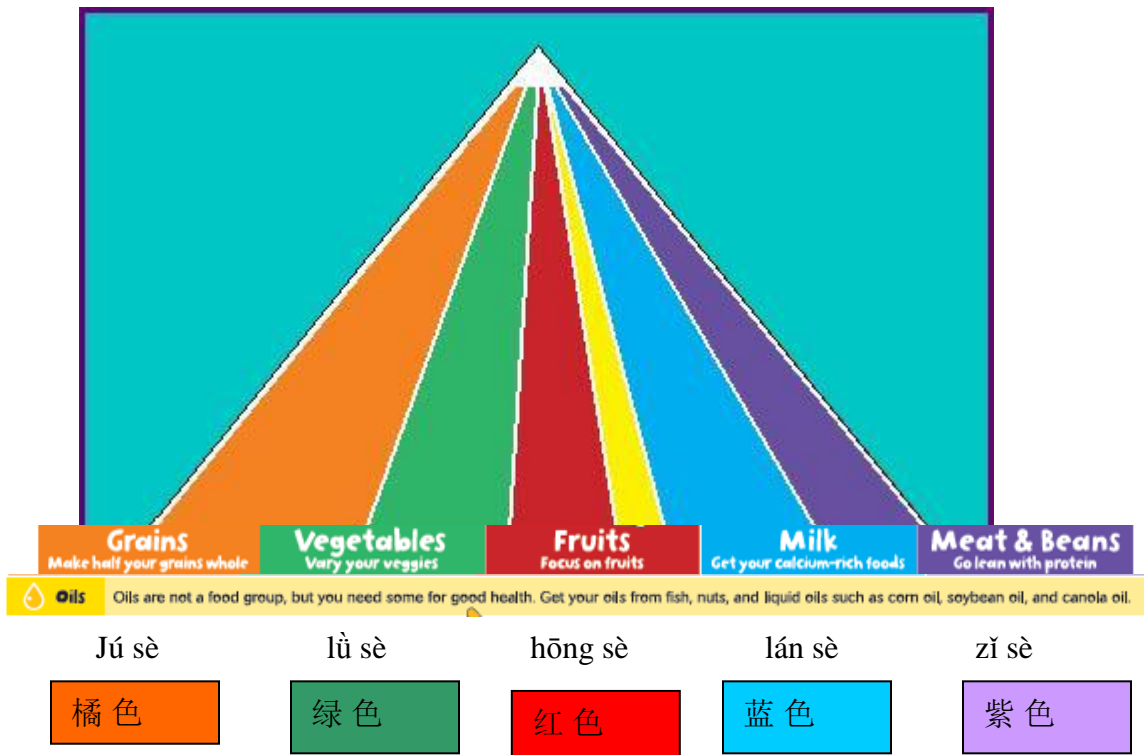 Grains
Make half your grains whole
Vegetables
Vary your veggies
Fruits
Focus on fruits
Milk
Get your calcium-rich foods
Meat & Beans
Go lean with protein
Oils
Oils are not a food group, but you need some for good health. Get your oils from fish, nuts, and liquid oils such as corn oil, soybean oil, and canola oil.
Jú sè
lǜ sè
hōng sè
lán sè
zǐ sè
橘 色
绿 色
红 色
蓝 色
紫 色